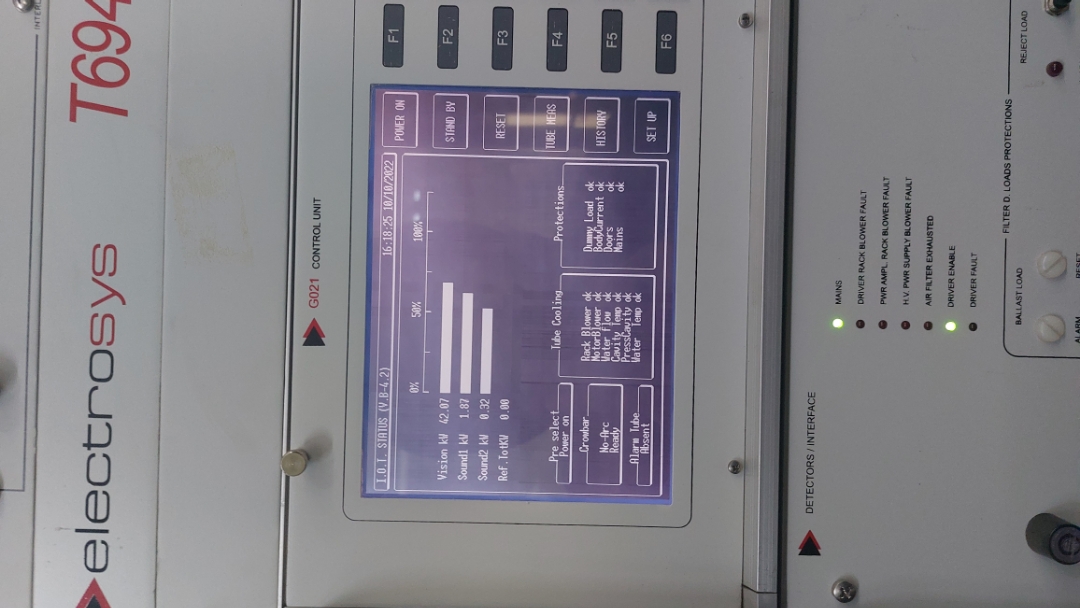 electrosys T694
G021 CONTROL UNIT
I.O.T. STATUS (V.B-4.2) 16:18:25 10/10/2022
0% 50% 100%
Vision kW 42.07
Sound1 kW 1.87
Sound2 kW 0.32
Ref.TotKW 0.00
Pre select
Power on
Crowbar
No-Arc
Ready
Alarm Tube
Absent
Tube Cooling
Rack Blower ok
MotorBlower ok
Water flow ok
Cavity Temp ok
PressCavity ok
Water Temp ok
Protections
Dummy Load ok
BodyCurrent ok
Doors ok
Mains ok
POWER ON
STAND BY
RESET
TUBE MEAS
HISTORY
SET UP
F1
F2
F3
F4
F5
F6
DETECTORS / INTERFACE
MAINS
DRIVER RACK BLOWER FAULT
PWR AMPL. RACK BLOWER FAULT
H.V. PWR SUPPLY BLOWER FAULT
AIR FILTER EXHAUSTED
DRIVER ENABLE
DRIVER FAULT
FILTER D. LOADS PROTECTIONS
BALLAST LOAD
REJECT LOAD
ALARM
RESET